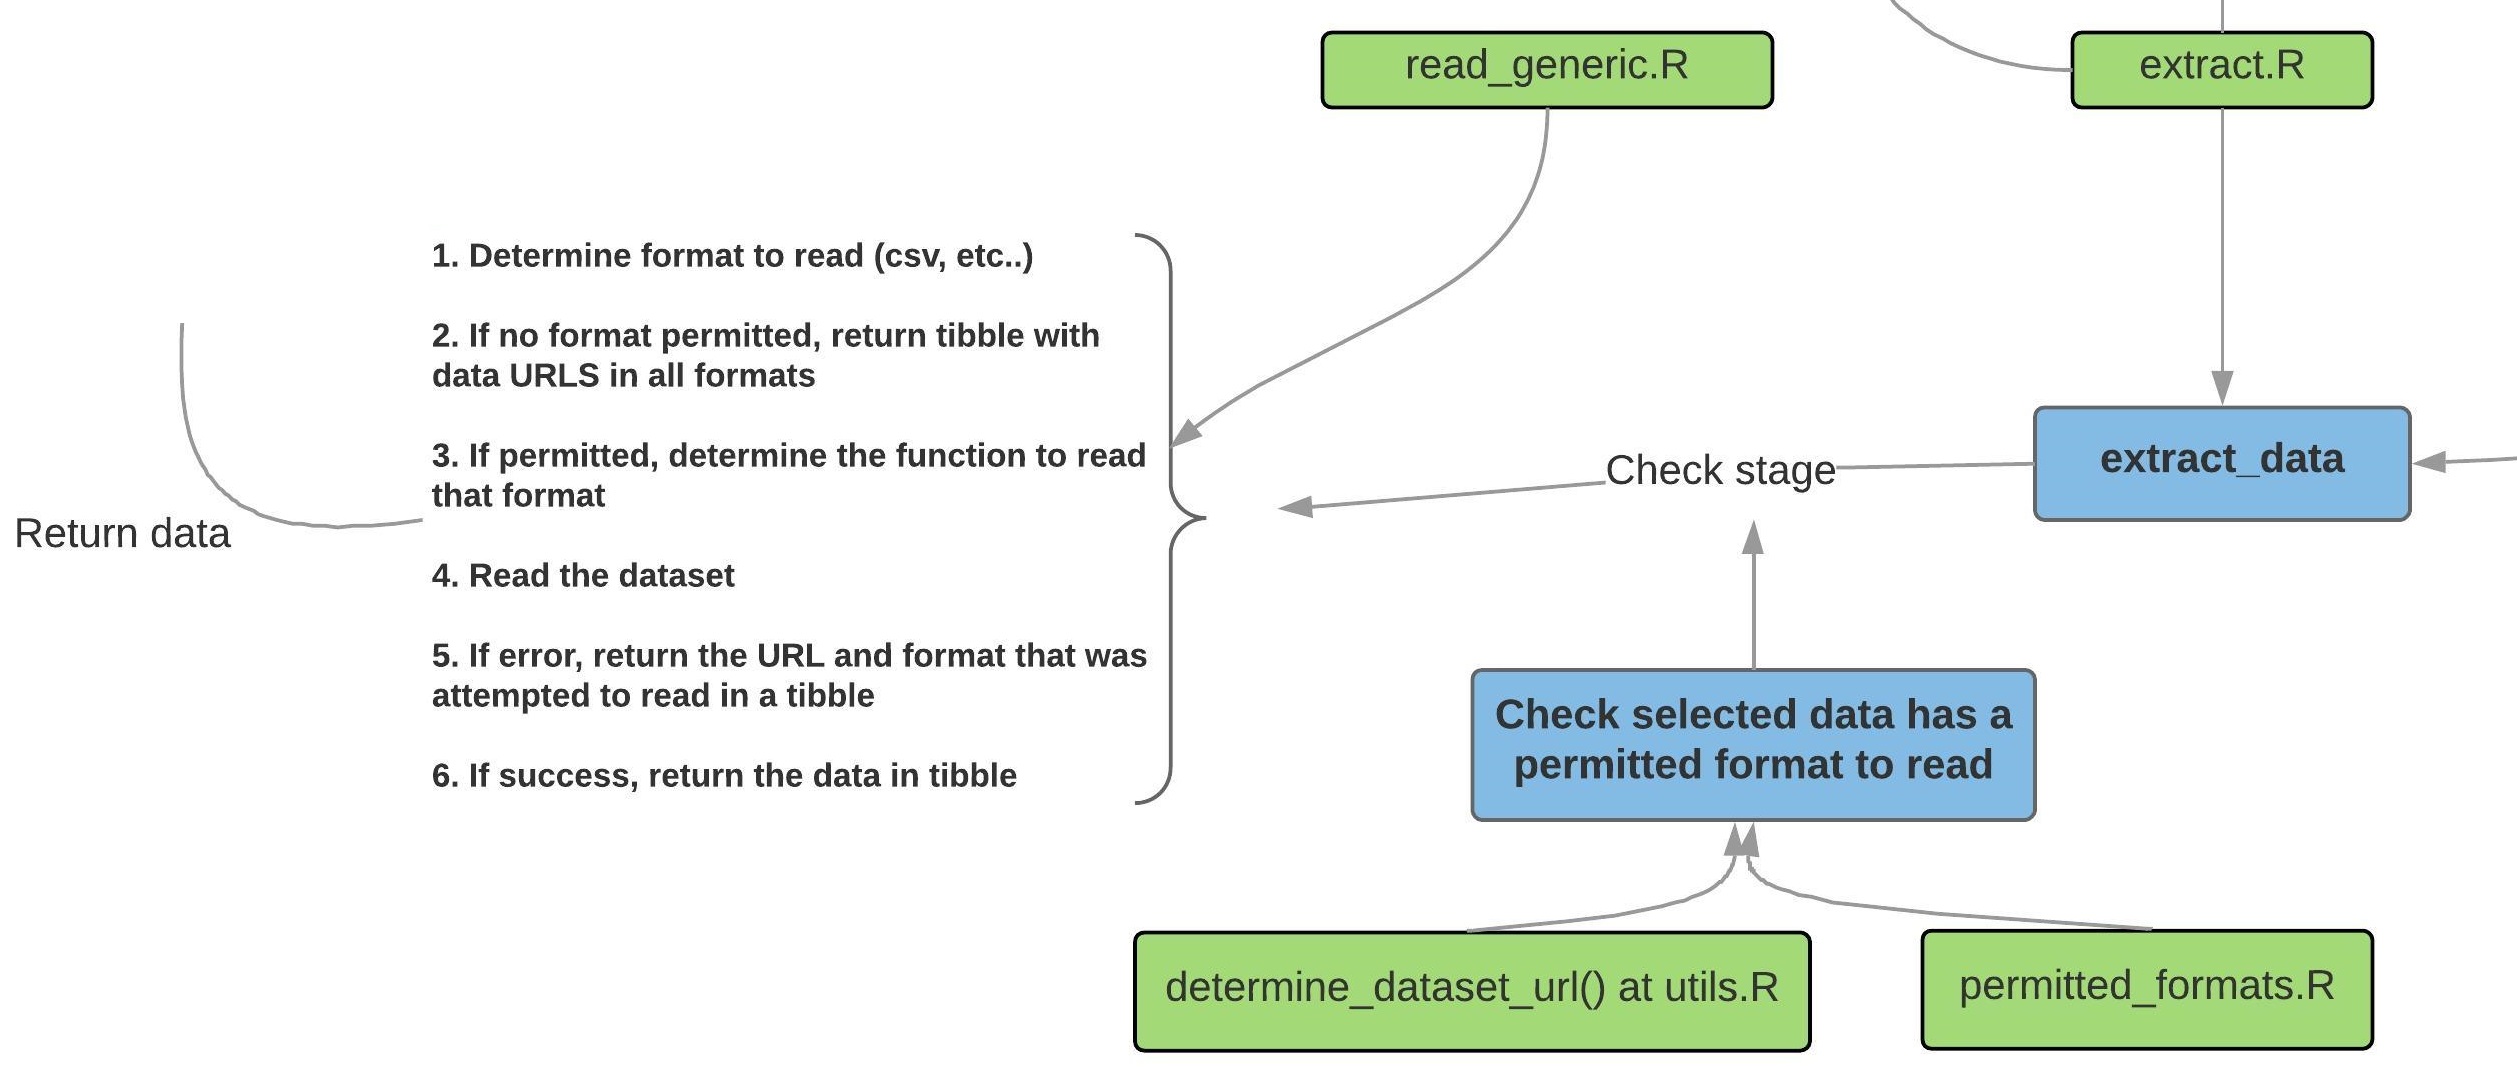 read_generic.R
extract.R
1. Determine format to read (csv, etc..)
2. If no format permitted, return tibble with
data URLS in all formats
3. If permitted, determine the function to read
that format
4. Read the dataset
5. If error, return the URL and format that was
attempted to read in a tibble
6. If success, return the data in tibble
Return data
Check stage
extract_data
Check selected data has a
permitted format to read
determine_dataset_url() at utils.R
permitted_formats.R